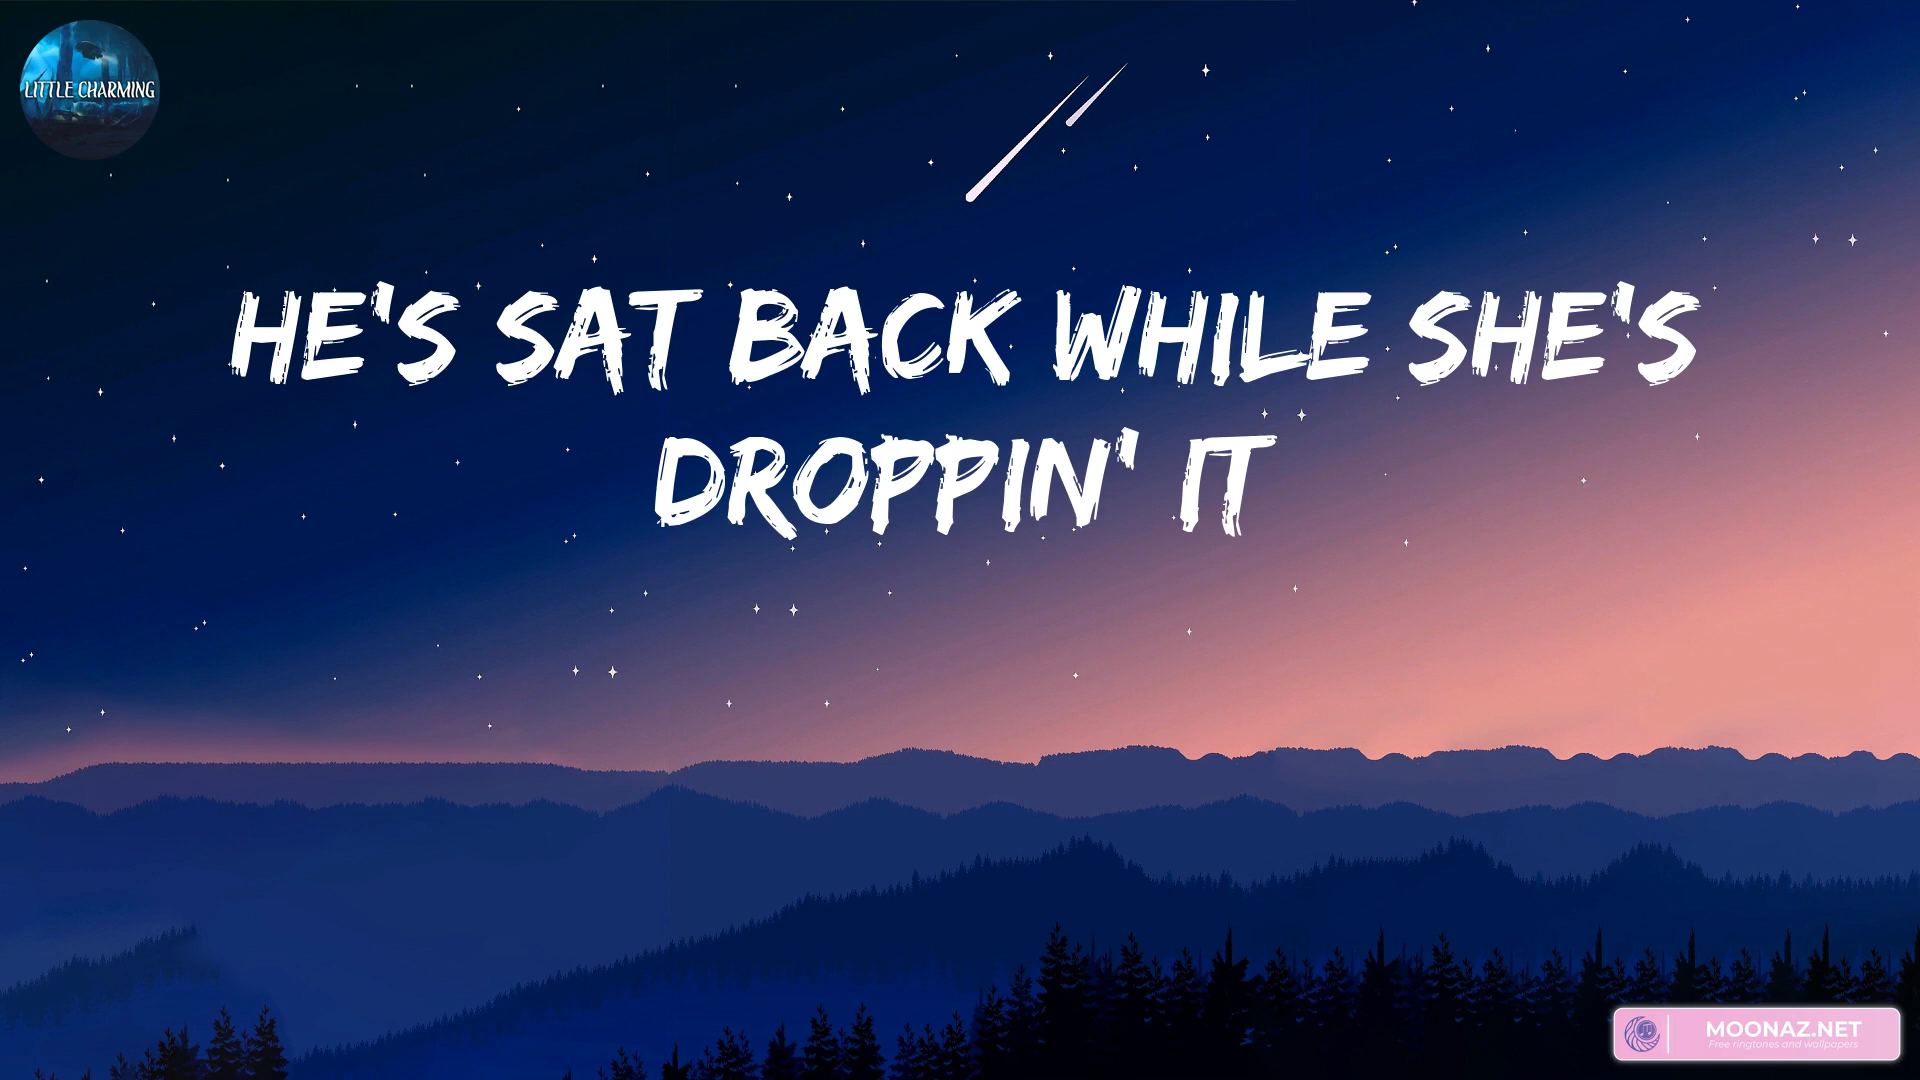 LITTLE CHARMING
HE'S SAT BACK WHILE SHE'S
DROPPIN' IT
MOONAZ.NET
Free ringtones and wallpapers